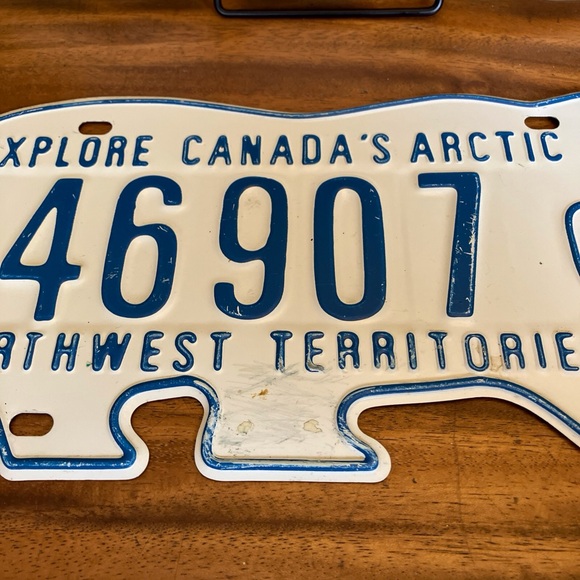 XPLORE CANADA'S ARCTIC
46907
RTHWEST TERRITORIE